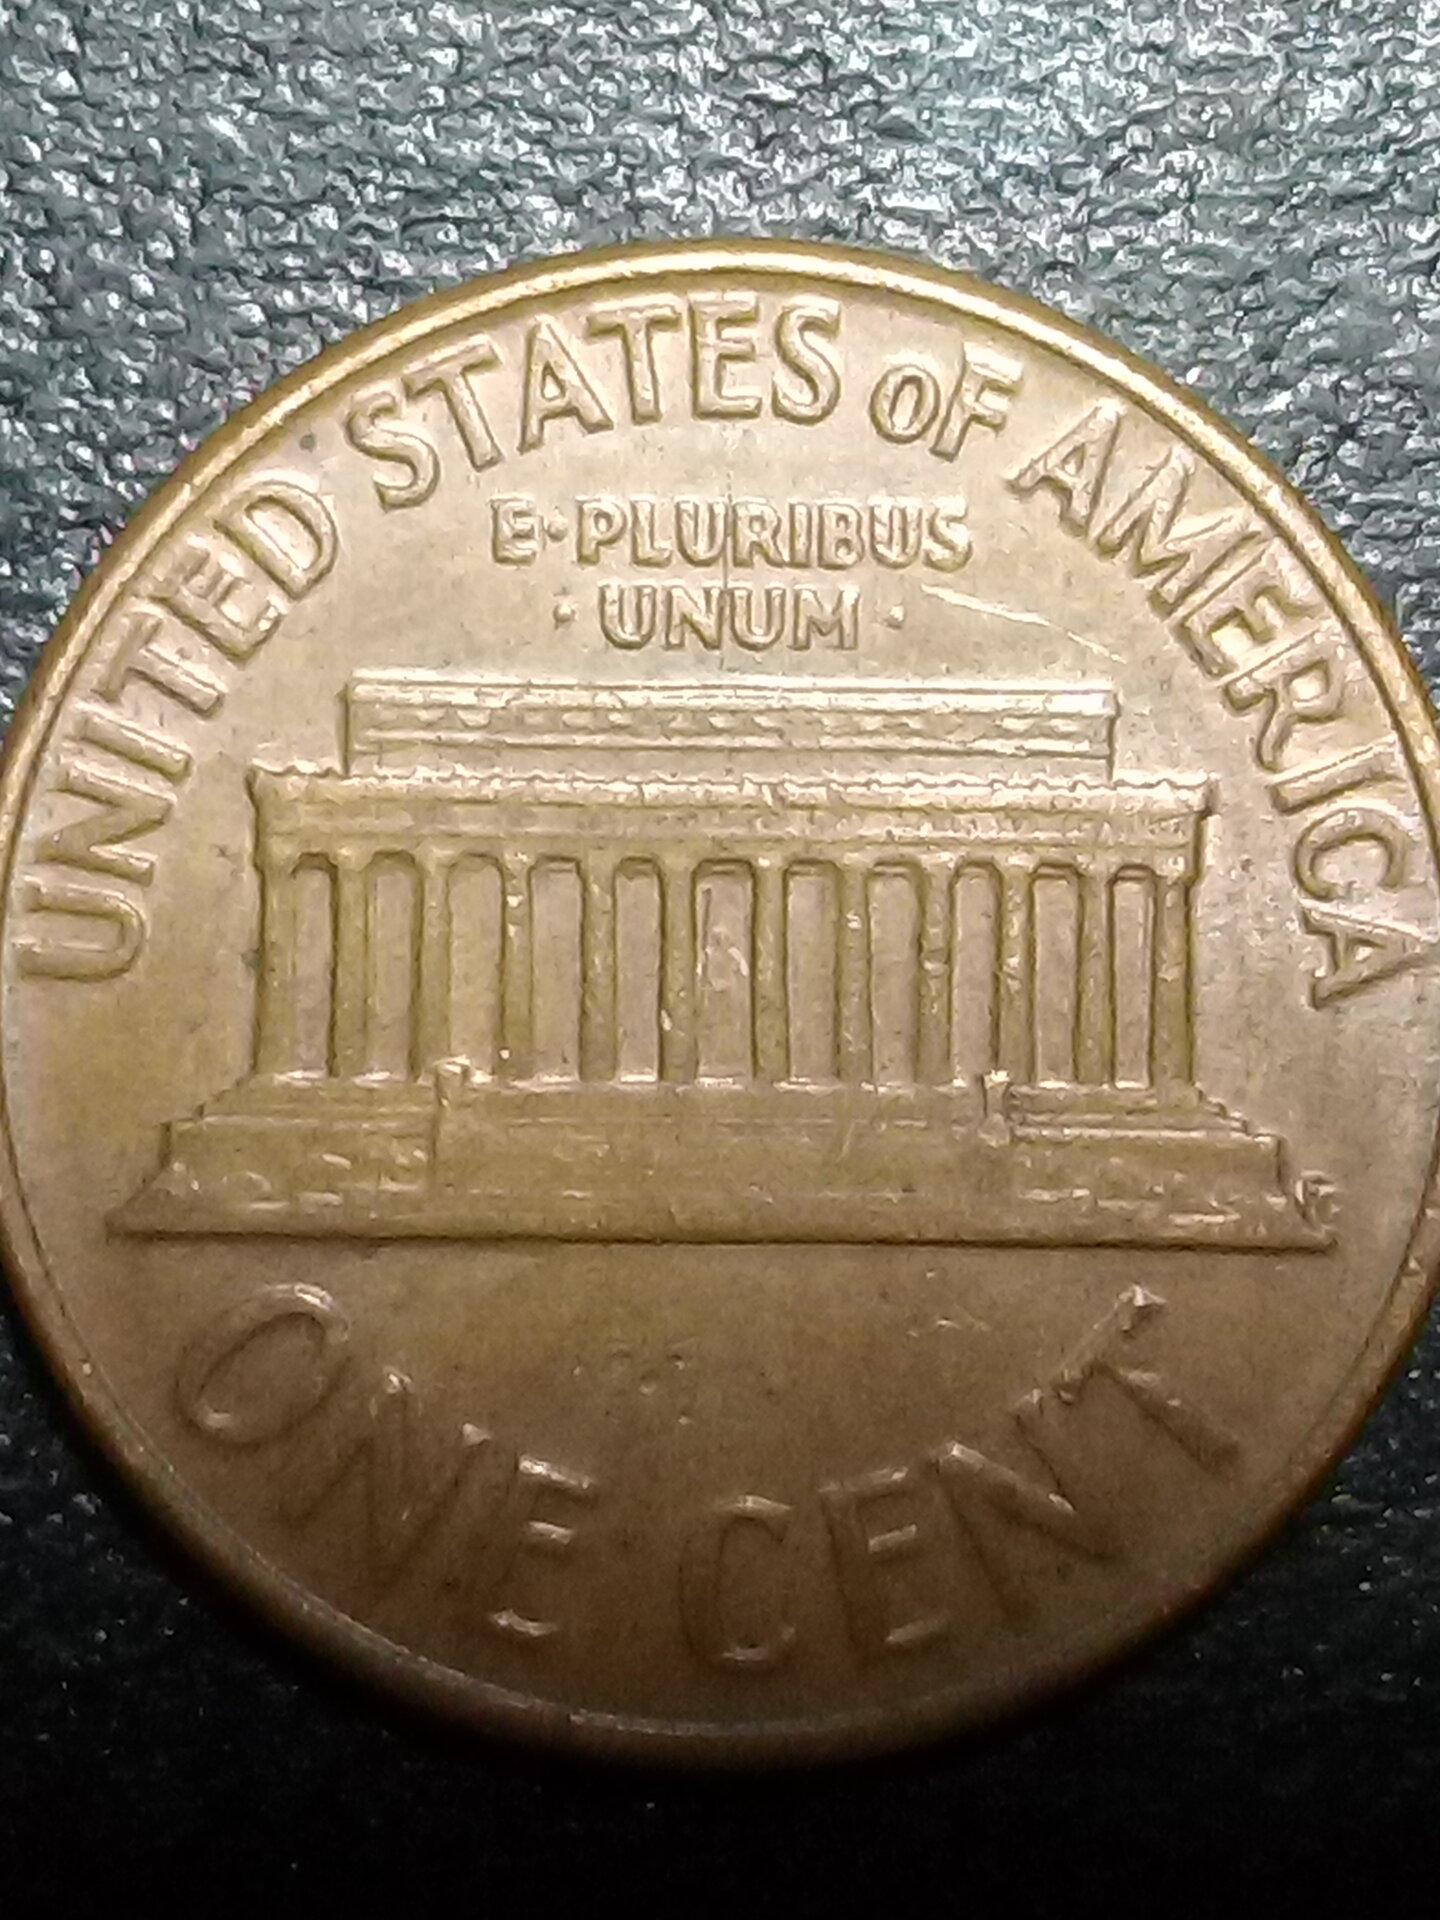 UNITED STATES OF AMERICA
E·PLURIBUS
·UNUM·
ONE CENT